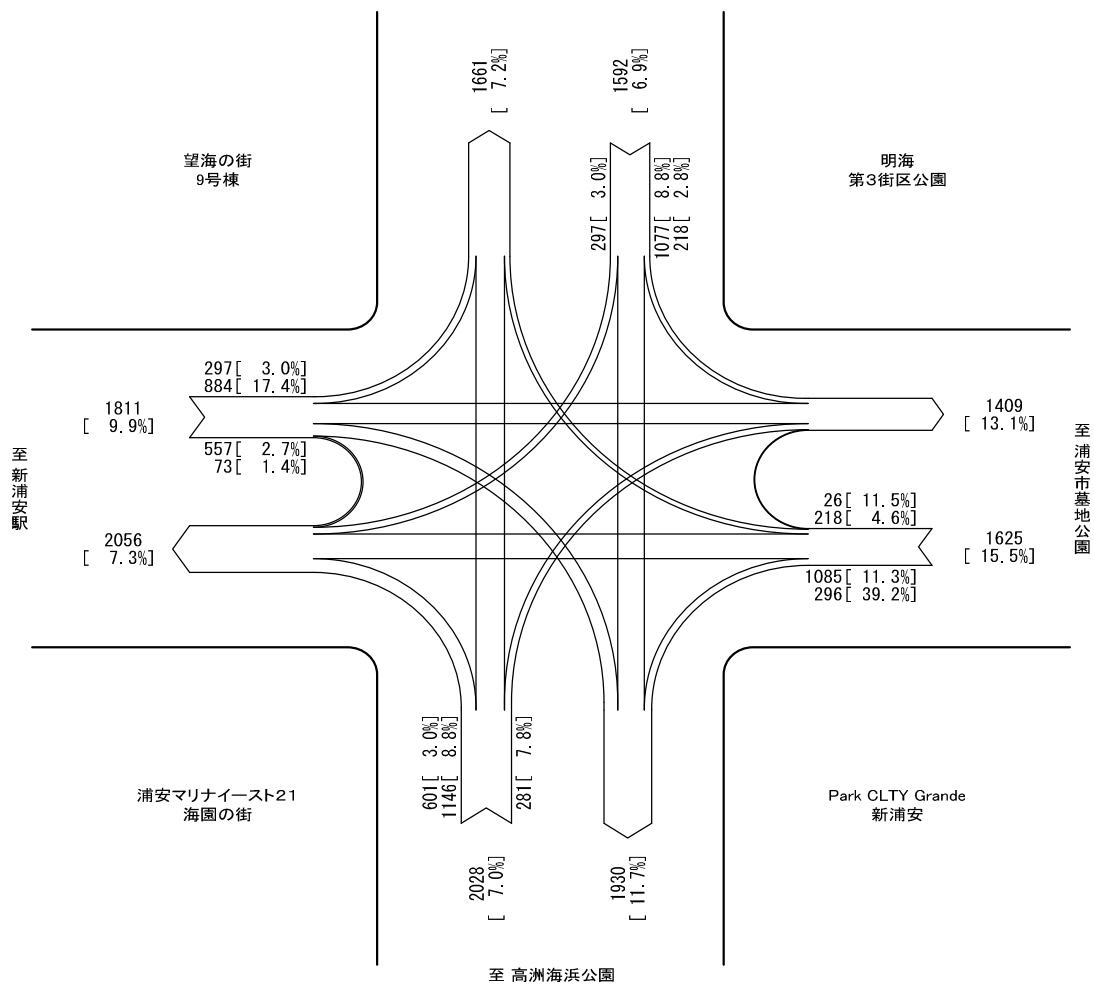 1661
[ 7.2%]
1592
[ 6.9%]
望海の街
9号棟
明海
第3街区公園
297[ 3.0%]
1077[ 8.8%]
218[ 2.8%]
297[ 3.0%]
884[ 17.4%]
1811
[ 9.9%]
557[ 2.7%]
73[ 1.4%]
1409
[ 13.1%]
至 新浦安駅
至 浦安市墓地公園
26[ 11.5%]
218[ 4.6%]
2056
[ 7.3%]
1625
[ 15.5%]
1085[ 11.3%]
296[ 39.2%]
601[ 3.0%]
1146[ 8.8%]
281[ 7.8%]
浦安マリナイースト21
海園の街
Park CLTY Grande
新浦安
2028
[ 7.0%]
1930
[ 11.7%]
至 高洲海浜公園